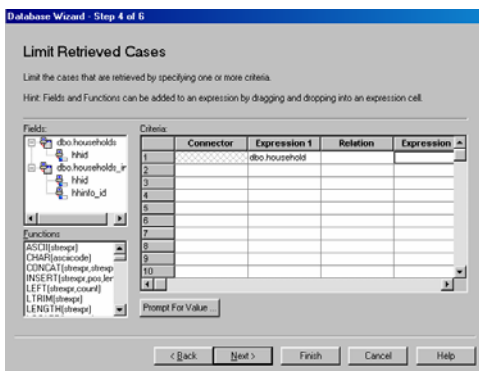 Database Wizard - Step 4 of 6
Limit Retrieved Cases
Limit the cases that are retrieved by specifying one or more criteria.
Hint: Fields and Functions can be added to an expression by dragging and dropping into an expression cell.
Fields:
dbo.households
hhid
dbo.households_ir
hhid
hhinfo_id
Functions
ASCII(strexpr)
CHAR(asciicode)
CONCAT(strexpr,strexp
INSERT(strexpr,pos,ler
LEFT(strexpr,count)
LTRIM(strexpr)
LENGTH(strexpr)
Criteria:
Connector Expression 1 Relation Expression
1 dbo.household
2
3
4
5
6
7
8
9
10
Prompt For Value ...
< Back Next > Finish Cancel Help